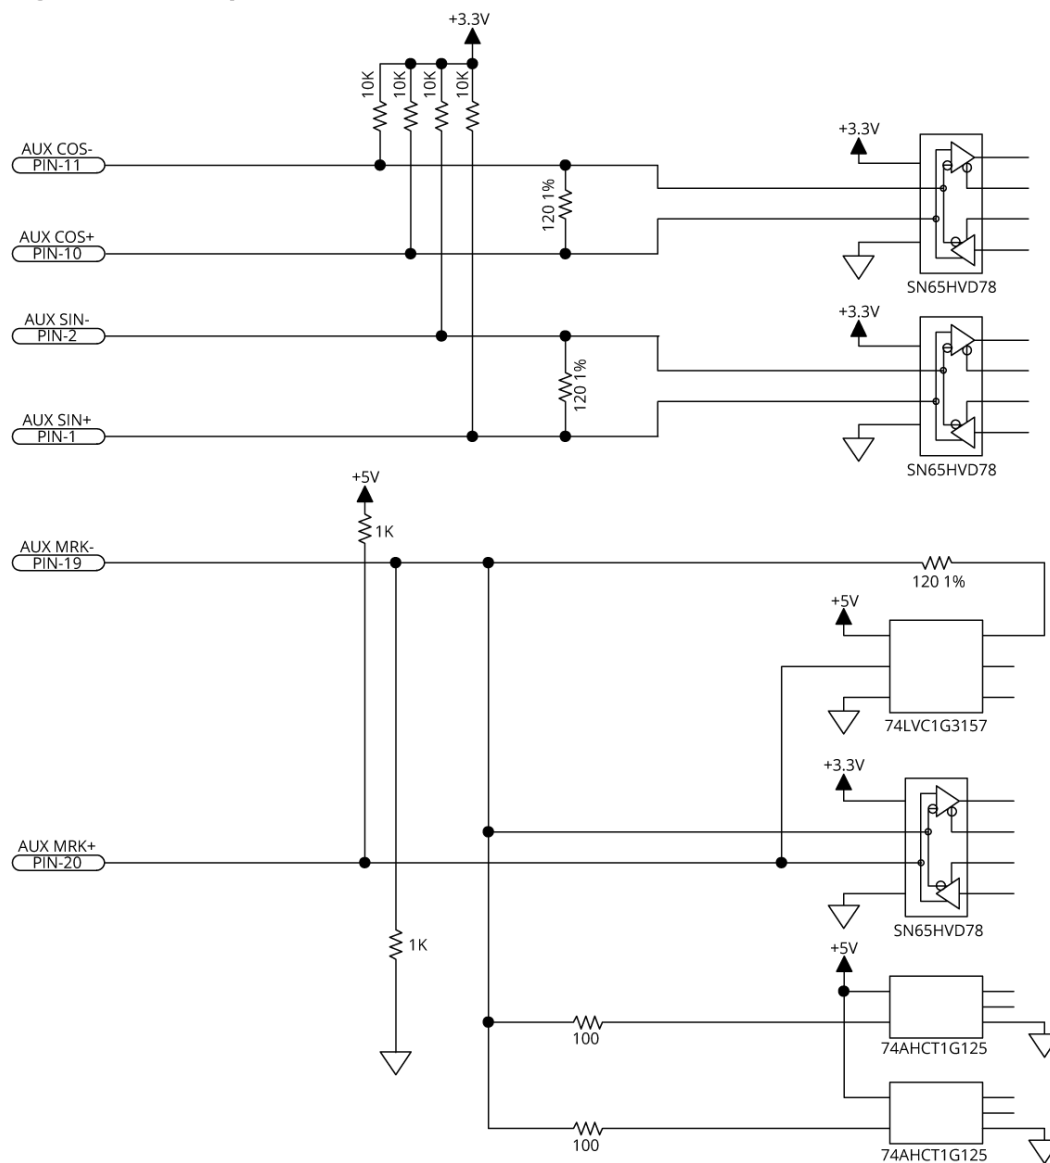 +3.3V
10K
10K
10K
10K
AUX COS-
PIN-11
+3.3V
120 1%
AUX COS+
PIN-10
SN65HVD78
AUX SIN-
PIN-2
+3.3V
120 1%
AUX SIN+
PIN-1
SN65HVD78
+5V
1K
AUX MRK-
PIN-19
120 1%
+5V
74LVC1G3157
+3.3V
AUX MRK+
PIN-20
SN65HVD78
1K
+5V
100
74AHCT1G125
100
74AHCT1G125